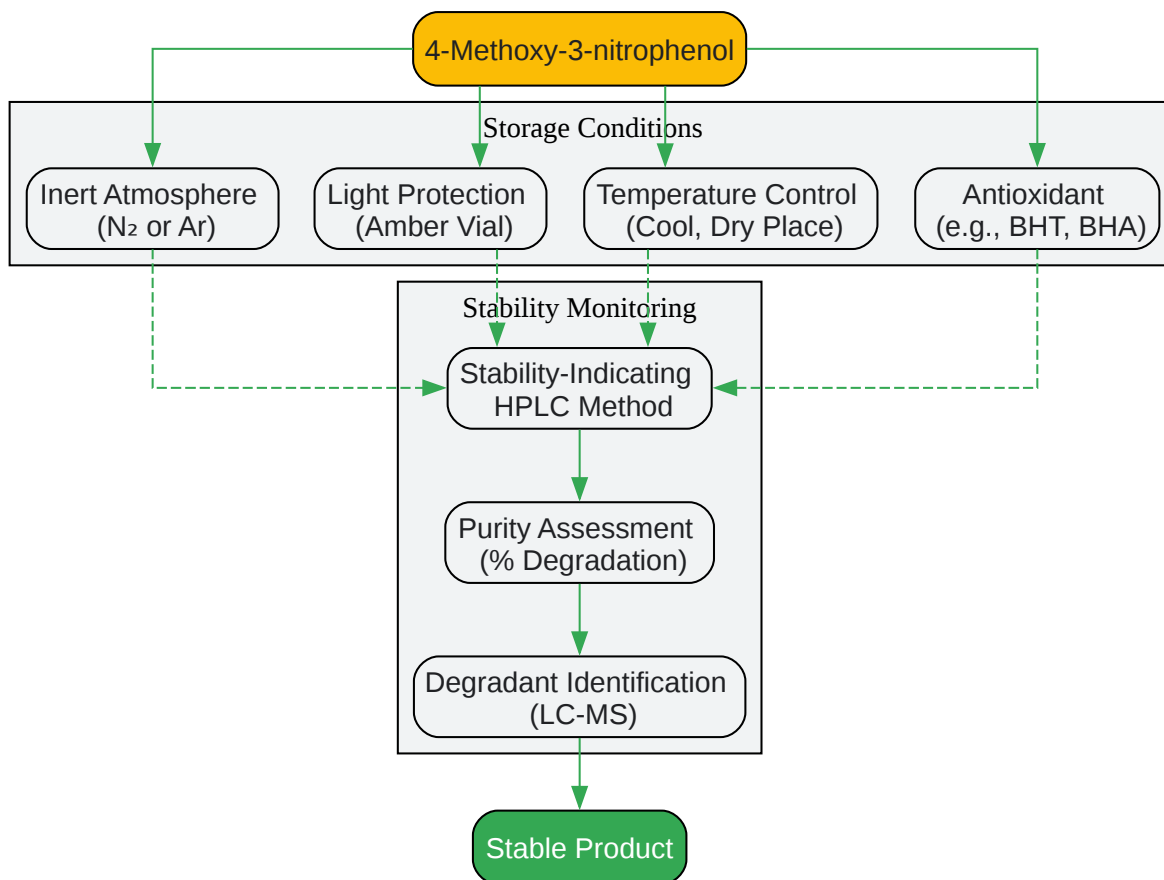 4-Methoxy-3-nitrophenol
Storage Conditions
Inert Atmosphere
(N₂ or Ar)
Light Protection
(Amber Vial)
Temperature Control
(Cool, Dry Place)
Antioxidant
(e.g., BHT, BHA)
Stability Monitoring
Stability-Indicating
HPLC Method
Purity Assessment
(% Degradation)
Degradant Identification
(LC-MS)
Stable Product